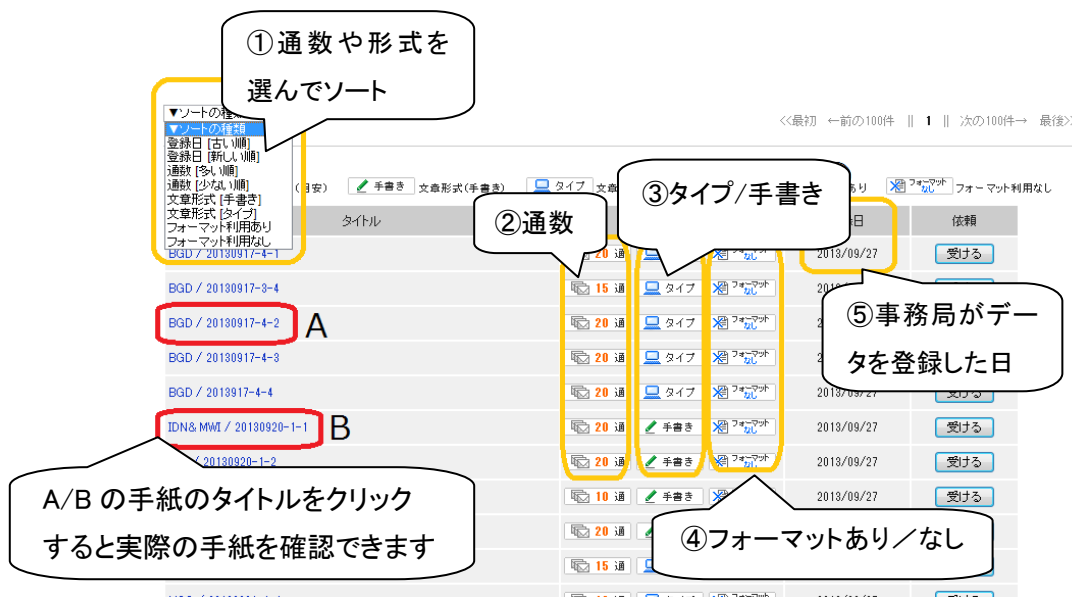 ①通数や形式を
選んでソート
▼ソートの種類
▼ソートの種類
登録日 [古い順]
登録日 [新しい順]
通数 [多い順]
通数 [少ない順]
文章形式 [手書き]
文章形式 [タイプ]
フォーマット利用あり
フォーマット利用なし
<<最初 ←前の100件 || 1 || 次の100件→ 最後>>
手書き 文章形式(手書き) タイプ フォーマットなし フォーマット利用なし
③タイプ/手書き
②通数
タイトル 依頼
BGD / 20130917-4-1 20 通 フォーマットなし 2013/09/27 受ける
BGD / 20130917-3-4 15 通 タイプ フォーマットなし
BGD / 20130917-4-2 A 20 通 タイプ フォーマットなし
⑤事務局がデー
タを登録した日
BGD / 20130917-4-3 20 通 タイプ フォーマットなし
BGD / 2013917-4-4 20 通 タイプ フォーマットなし 2013/09/27 受ける
IDN& MWI / 20130920-1-1 B 20 通 手書き フォーマットなし 2013/09/27 受ける
/ 20130920-1-2 20 通 手書き フォーマットなし 2013/09/27 受ける
10 通 手書き 2013/09/27 受ける
20 通
15 通
A/B の手紙のタイトルをクリック
すると実際の手紙を確認できます
④フォーマットあり／なし